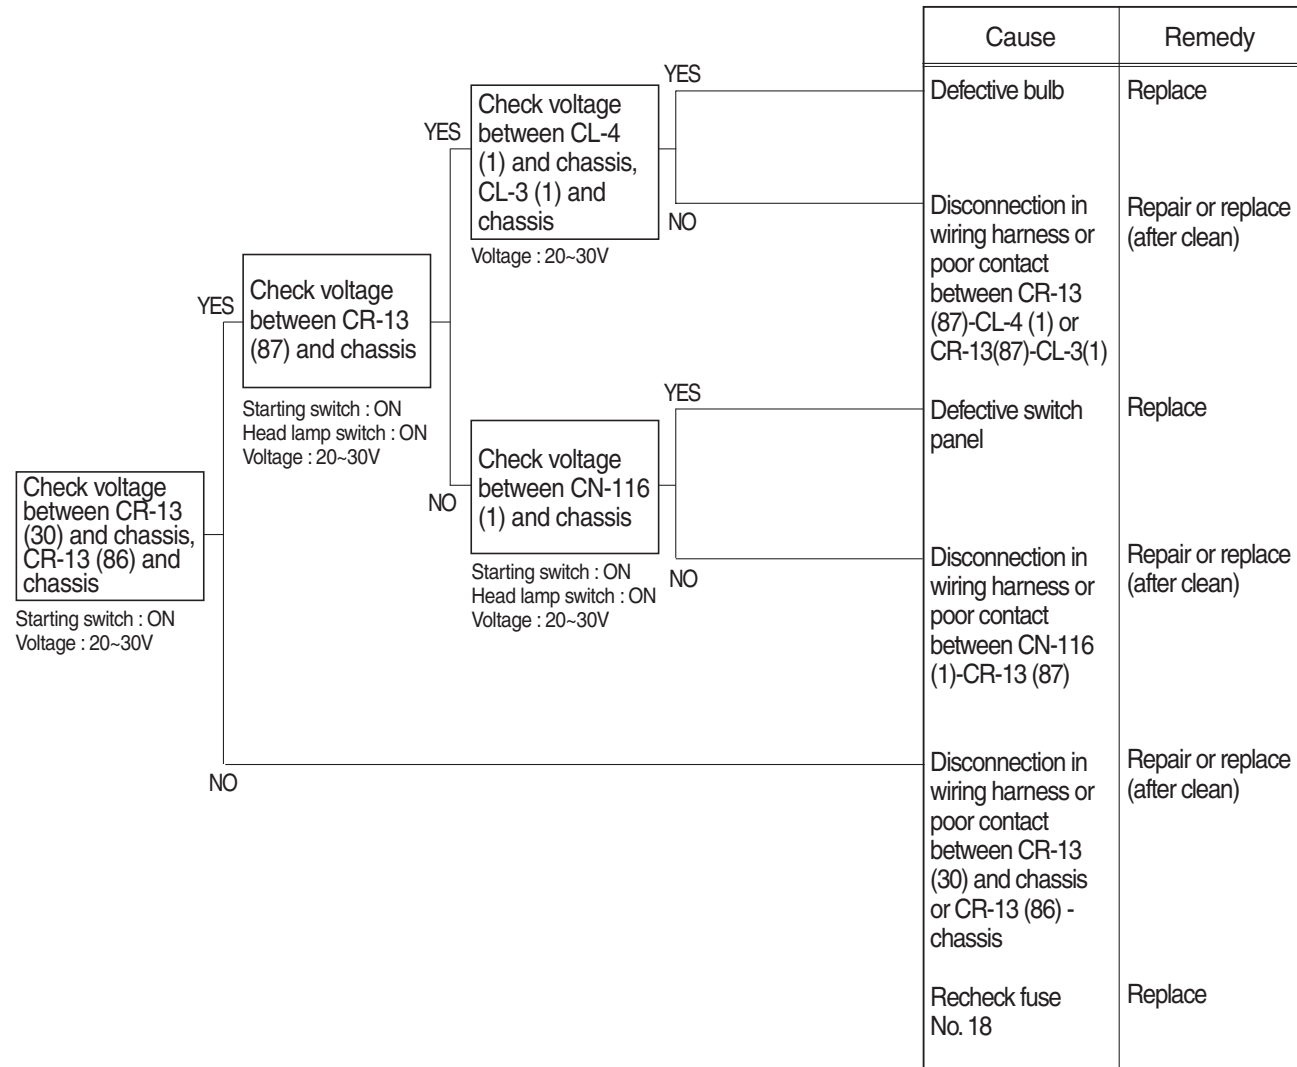 Cause
Remedy
YES
Defective bulb
Replace
Check voltage
between CL-4
(1) and chassis,
CL-3 (1) and
chassis
Voltage : 20~30V
YES
NO
Disconnection in
wiring harness or
poor contact
between CR-13
(87)-CL-4 (1) or
CR-13(87)-CL-3(1)
Repair or replace
(after clean)
YES
Check voltage
between CR-13
(87) and chassis
Starting switch : ON
Head lamp switch : ON
Voltage : 20~30V
YES
Defective switch
panel
Replace
NO
Check voltage
between CN-116
(1) and chassis
Starting switch : ON
Head lamp switch : ON
Voltage : 20~30V
NO
Disconnection in
wiring harness or
poor contact
between CN-116
(1)-CR-13 (87)
Repair or replace
(after clean)
Check voltage
between CR-13
(30) and chassis,
CR-13 (86) and
chassis
Starting switch : ON
Voltage : 20~30V
NO
Disconnection in
wiring harness or
poor contact
between CR-13
(30) and chassis
or CR-13 (86) -
chassis
Repair or replace
(after clean)
Recheck fuse
No. 18
Replace